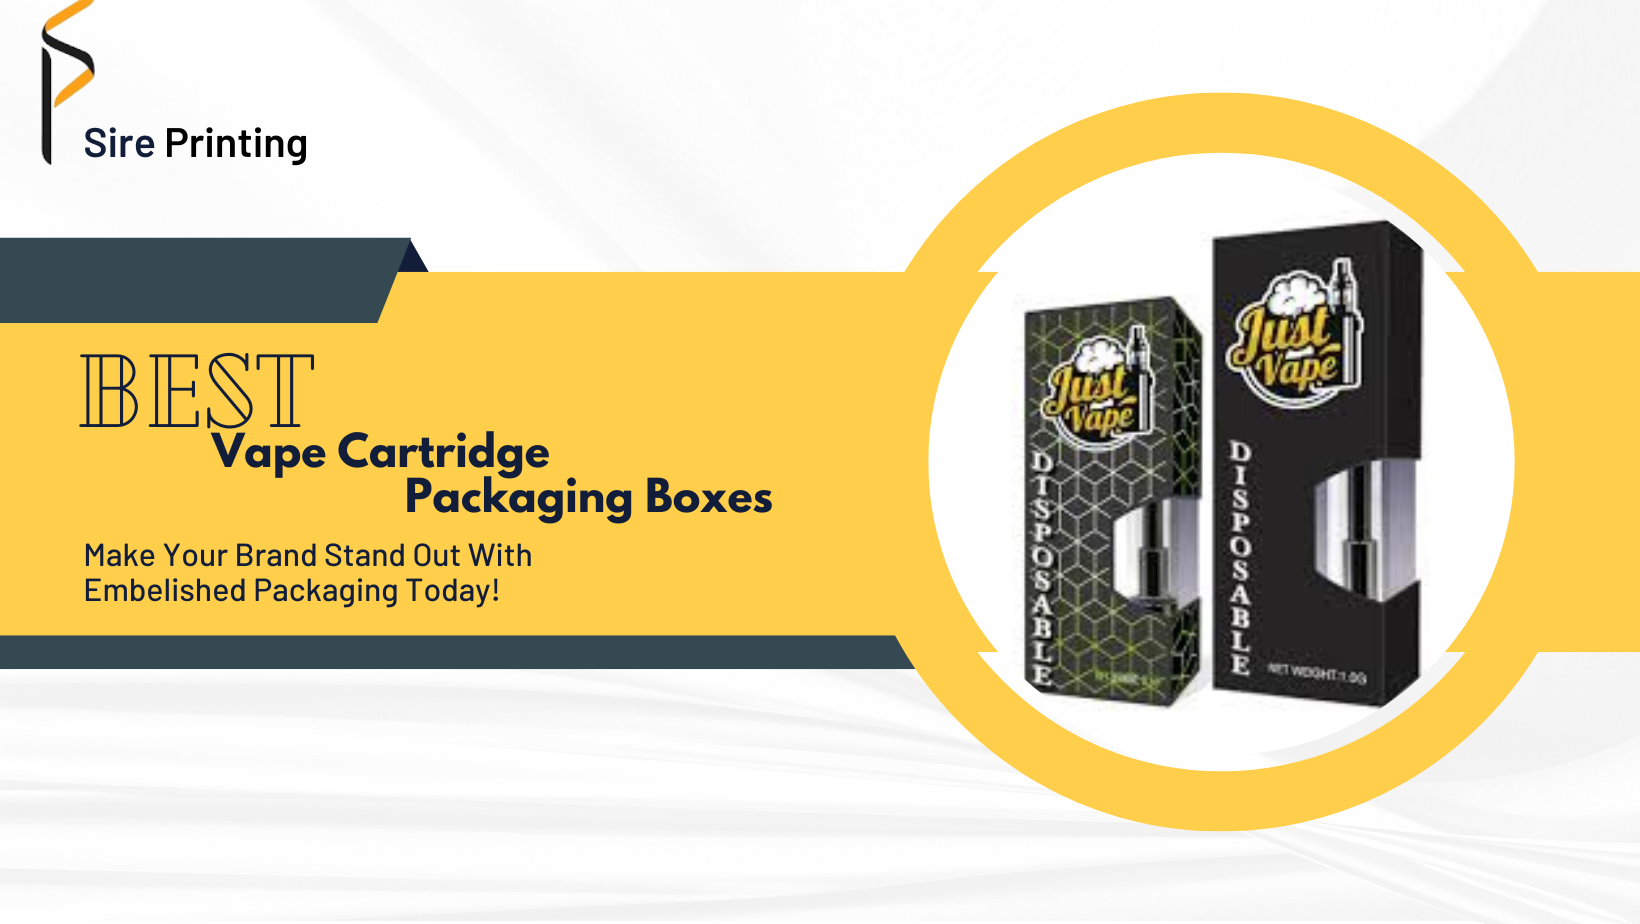 Sire Printing
BEST
Vape Cartridge
Packaging Boxes
Make Your Brand Stand Out With
Embelished Packaging Today!
Just
Vape
DISPOSABLE
Just
Vape
DISPOSABLE
NET WEIGHT:1.0G